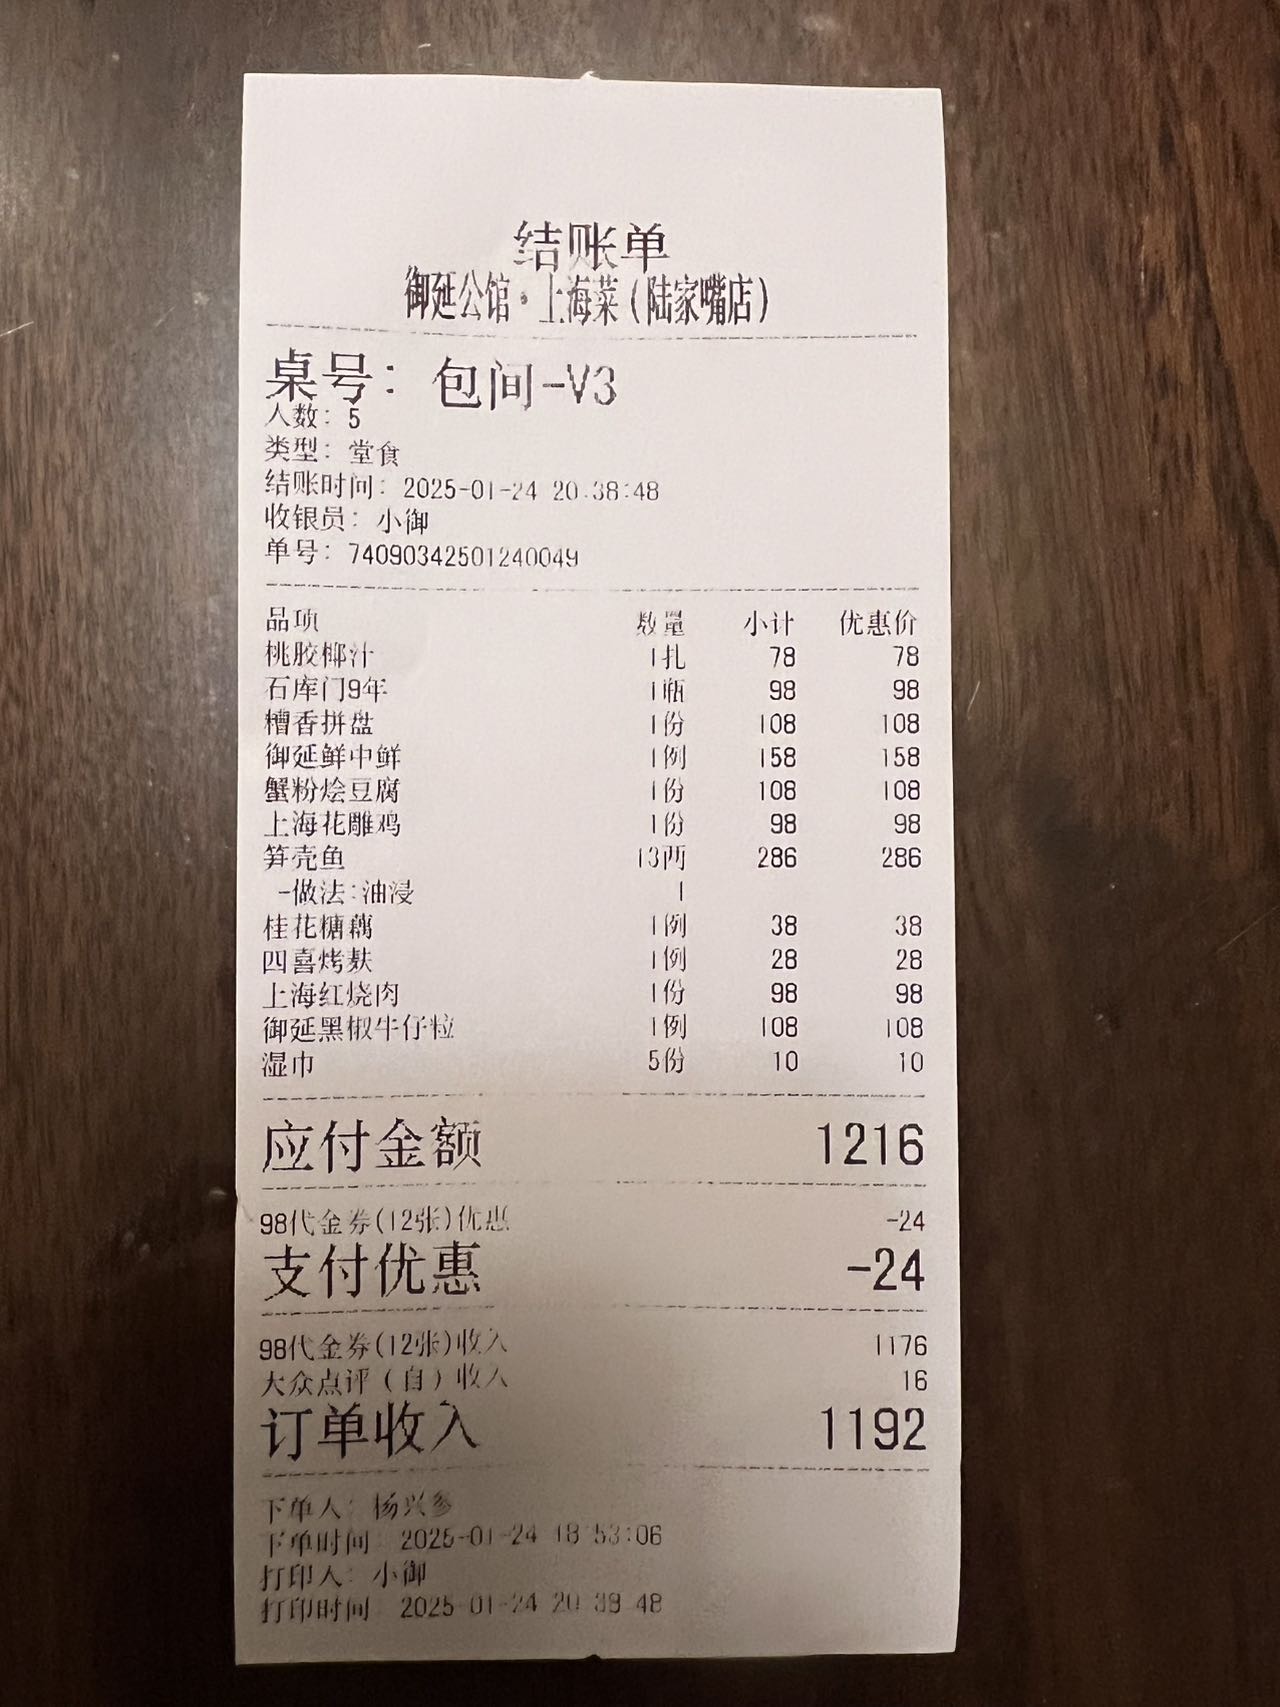 结账单
御延公馆·上海菜(陆家嘴店)
桌号: 包间-V3
人数: 5
类型: 堂食
结账时间: 2025-01-24 20:38:48
收银员: 小御
单号: 74090342501240049
品项 数量 小计 优惠价
桃胶椰汁 1扎 78 78
石库门9年 1瓶 98 98
糟香拼盘 1份 108 108
御延鲜中鲜 1例 158 158
蟹粉烩豆腐 1份 108 108
上海花雕鸡 1份 98 98
笋壳鱼 13两 286 286
-做法:油浸 1
桂花糖藕 1例 38 38
四喜烤麸 1例 28 28
上海红烧肉 1份 98 98
御延黑椒牛仔粒 1例 108 108
湿巾 5份 10 10
应付金额 1216
98代金券(12张)优惠 -24
支付优惠 -24
98代金券(12张)收入 1176
大众点评(自)收入 16
订单收入 1192
下单人: 杨兴参
下单时间: 2025-01-24 18:53:06
打印人: 小御
打印时间: 2025-01-24 20:38:48